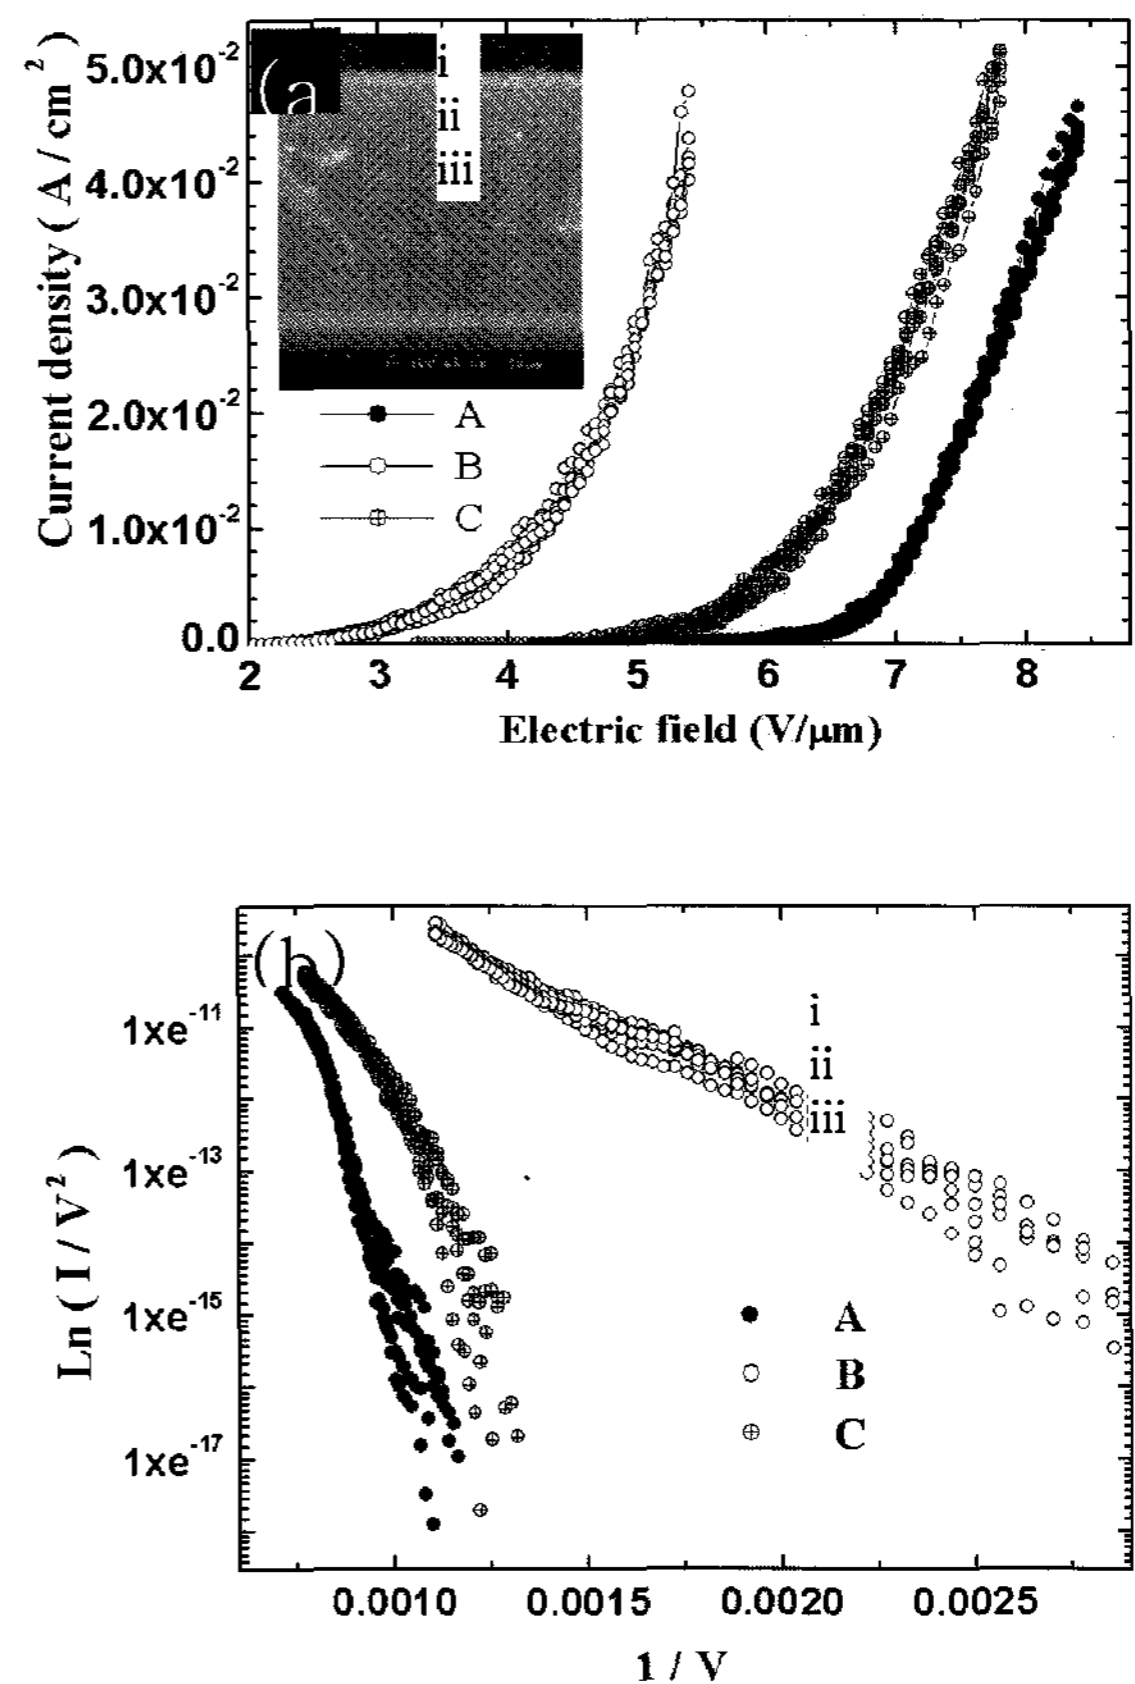 5.0x10-2
4.0x10-2
3.0x10-2
2.0x10-2
1.0x10-2
0.0
Current density ( A / cm2 )
(a
i
ii
iii
A
B
C
2 3 4 5 6 7 8
Electric field (V/μm)
(b)
1xe-11
1xe-13
1xe-15
1xe-17
Ln ( I / V2 )
i
ii
iii
A
B
C
0.0010 0.0015 0.0020 0.0025
1 / V